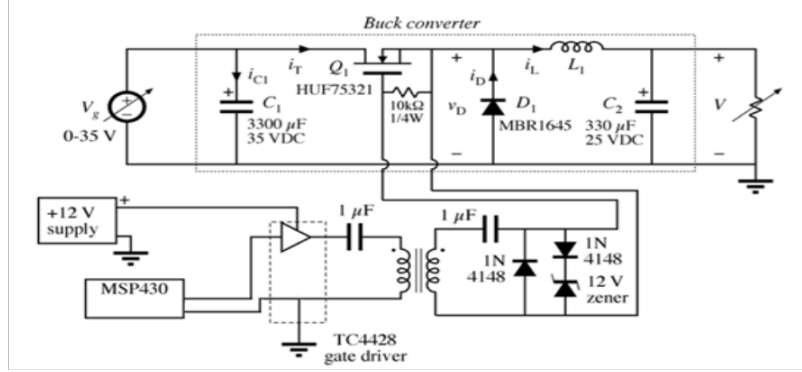 Buck converter
i_T
Q_1
i_L
L_1
i_C1
HUF75321
i_D
V_g
0-35 V
+
−
+
C_1
3300 μF
35 VDC
10kΩ
1/4W
+
v_D
−
D_1
MBR1645
+
C_2
330 μF
25 VDC
+
V
−
+12 V
supply
+
1 μF
1 μF
MSP430
1N
4148
1N
4148
12 V
zener
TC4428
gate driver